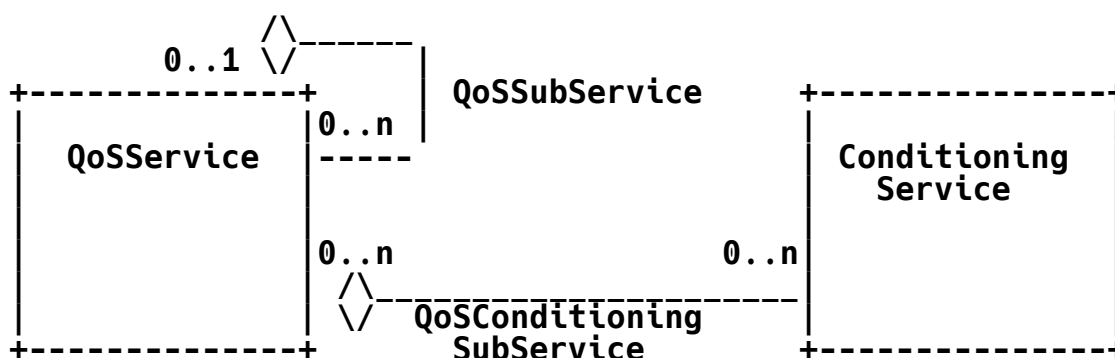 0..1
QoSSubService
0..n
QoSService
Conditioning
Service
0..n 0..n
QoSConditioning
SubService